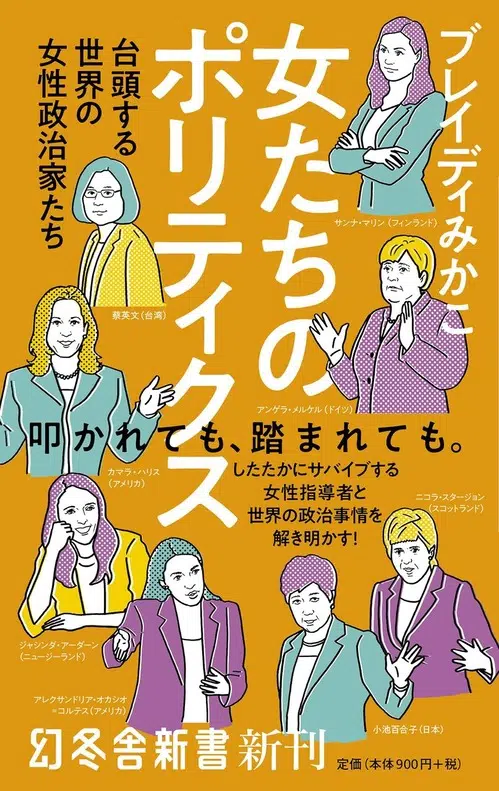 ブレイディみかこ
女たちの
ポリティクス
台頭する
世界の
女性政治家たち
サンナ・マリン(フィンランド)
蔡英文(台湾)
アンゲラ・メルケル(ドイツ)
叩かれても、踏まれても。
カマラ・ハリス
(アメリカ)
したたかにサバイブする
女性指導者と
世界の政治事情を
解き明かす!
ニコラ・スタージョン
(スコットランド)
ジャシンダ・アーダーン
(ニュージーランド)
アレクサンドリア・オカシオ
=コルテス(アメリカ)
小池百合子(日本)
幻冬舎新書 新刊
定価(本体900円+税)